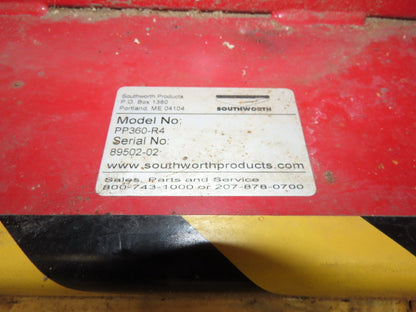 Southworth Products
P.O. Box 1380
Portland, ME 04104
SOUTHWORTH
Model No:
PP360-R4
Serial No:
89502-02
www.southworthproducts.com
Sales, Parts and Service
800-743-1000 or 207-878-0700